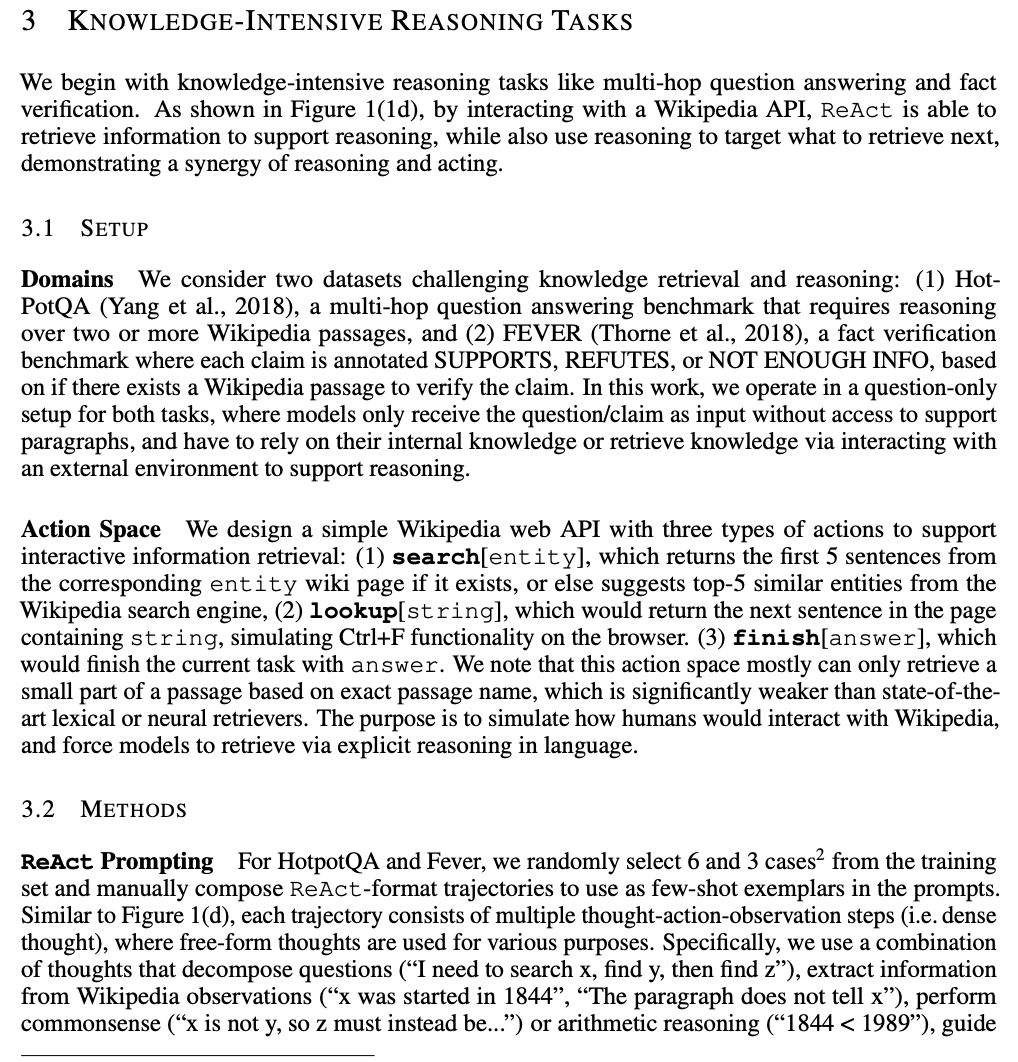 3 KNOWLEDGE-INTENSIVE REASONING TASKS
We begin with knowledge-intensive reasoning tasks like multi-hop question answering and fact
verification. As shown in Figure 1(1d), by interacting with a Wikipedia API, ReAct is able to
retrieve information to support reasoning, while also use reasoning to target what to retrieve next,
demonstrating a synergy of reasoning and acting.
3.1 SETUP
Domains We consider two datasets challenging knowledge retrieval and reasoning: (1) Hot-
PotQA (Yang et al., 2018), a multi-hop question answering benchmark that requires reasoning
over two or more Wikipedia passages, and (2) FEVER (Thorne et al., 2018), a fact verification
benchmark where each claim is annotated SUPPORTS, REFUTES, or NOT ENOUGH INFO, based
on if there exists a Wikipedia passage to verify the claim. In this work, we operate in a question-only
setup for both tasks, where models only receive the question/claim as input without access to support
paragraphs, and have to rely on their internal knowledge or retrieve knowledge via interacting with
an external environment to support reasoning.
Action Space We design a simple Wikipedia web API with three types of actions to support
interactive information retrieval: (1) search[entity], which returns the first 5 sentences from
the corresponding entity wiki page if it exists, or else suggests top-5 similar entities from the
Wikipedia search engine, (2) lookup[string], which would return the next sentence in the page
containing string, simulating Ctrl+F functionality on the browser. (3) finish[answer], which
would finish the current task with answer. We note that this action space mostly can only retrieve a
small part of a passage based on exact passage name, which is significantly weaker than state-of-the-
art lexical or neural retrievers. The purpose is to simulate how humans would interact with Wikipedia,
and force models to retrieve via explicit reasoning in language.
3.2 METHODS
ReAct Prompting For HotpotQA and Fever, we randomly select 6 and 3 cases² from the training
set and manually compose ReAct-format trajectories to use as few-shot exemplars in the prompts.
Similar to Figure 1(d), each trajectory consists of multiple thought-action-observation steps (i.e. dense
thought), where free-form thoughts are used for various purposes. Specifically, we use a combination
of thoughts that decompose questions (“I need to search x, find y, then find z”), extract information
from Wikipedia observations (“x was started in 1844”, “The paragraph does not tell x”), perform
commonsense (“x is not y, so z must instead be...”) or arithmetic reasoning (“1844 < 1989”), guide